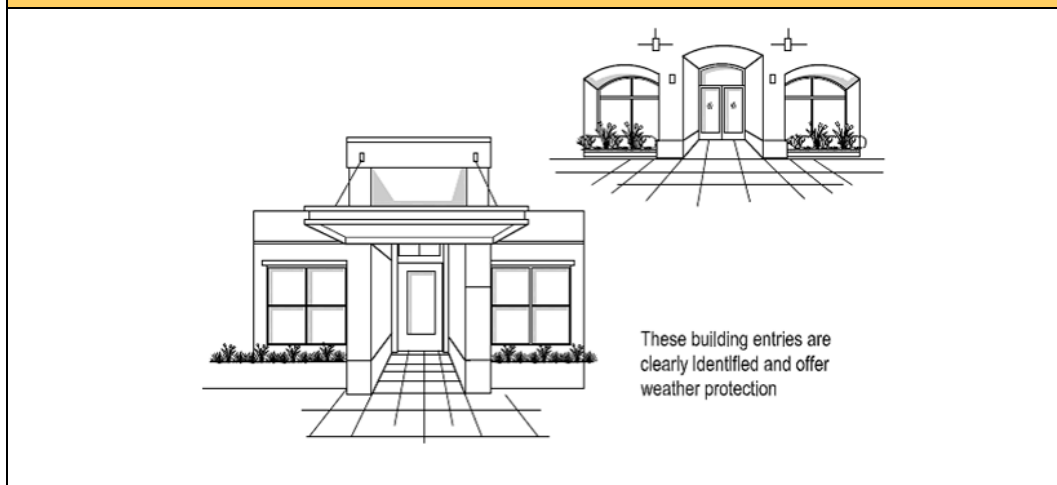 These building entries are
clearly identified and offer
weather protection